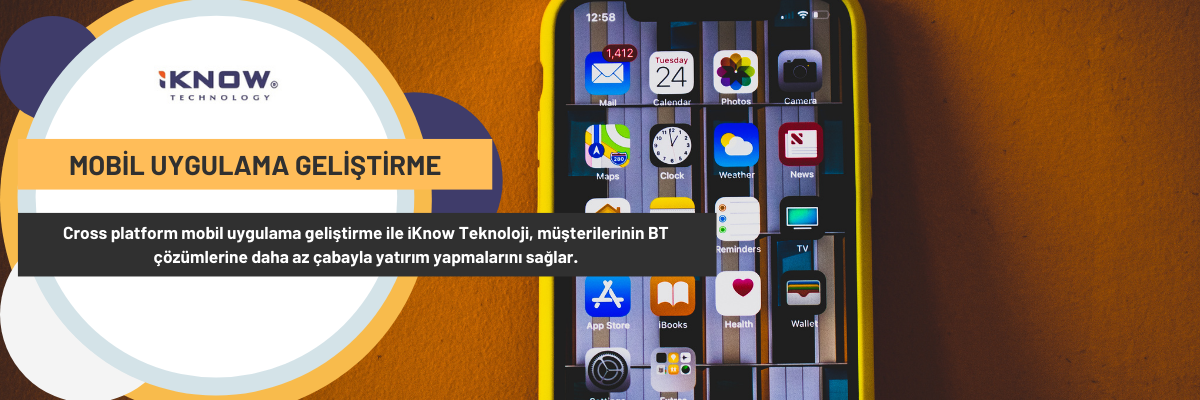 iKNOW®
TECHNOLOGY
MOBİL UYGULAMA GELİŞTİRME
Cross platform mobil uygulama geliştirme ile iKnow Teknoloji, müşterilerinin BT
çözümlerine daha az çabayla yatırım yapmalarını sağlar.
12:58
1,412
Tuesday
24
Mail Calendar Photos Camera
280
Maps Clock Weather News
Reminders TV
App Store iBooks Health Wallet